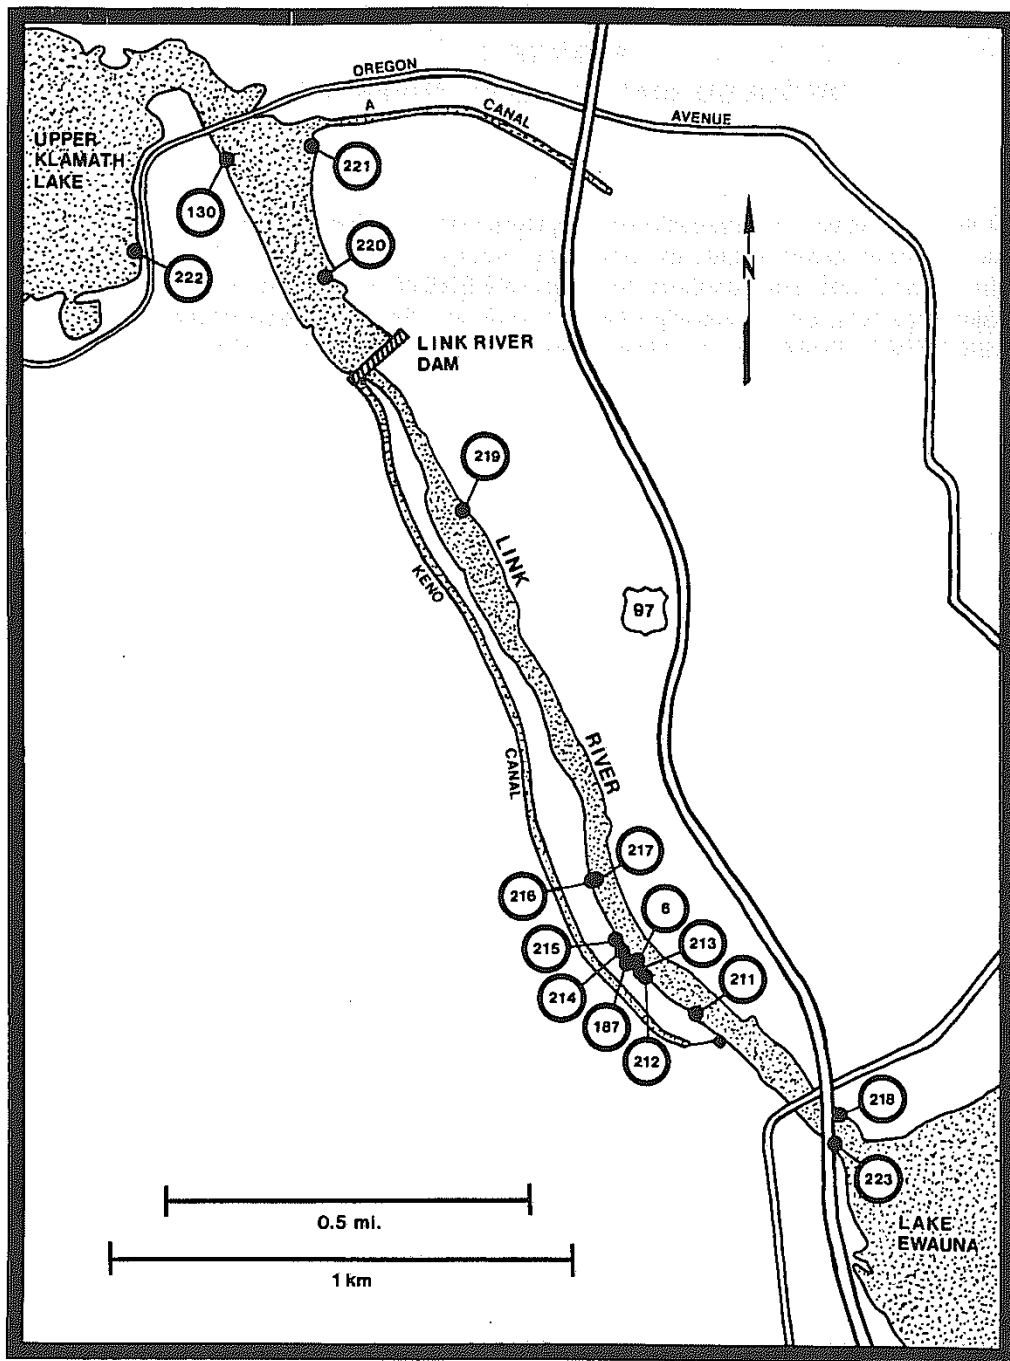 OREGON
A
CANAL
AVENUE
UPPER
KLAMATH
LAKE
221
130
220
222
N
LINK RIVER
DAM
219
LINK
KENO
97
RIVER
CANAL
217
216
6
215
213
211
214
187
212
218
223
0.5 mi.
LAKE
EWAUNA
1 km